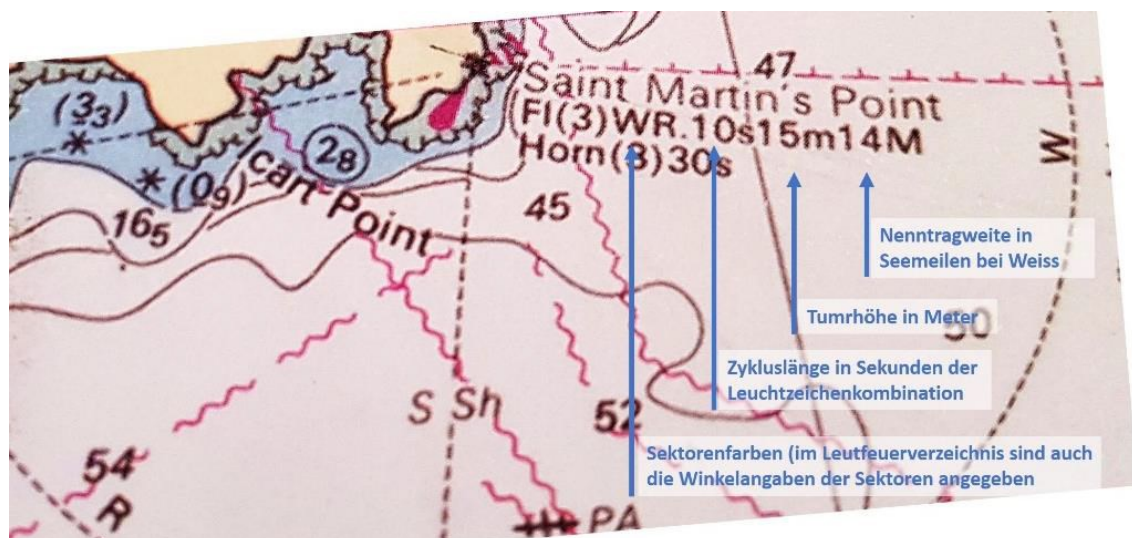 47
Saint Martin's Point
(Fl(3)WR.10s15m14M
Horn(3)30s
(3₃)
2₈
(0₉)
Icart Point
16₅
45
W
Nenntragweite in
Seemeilen bei Weiss
Tumrhöhe in Meter
50
Zykluslänge in Sekunden der
Leuchtzeichenkombination
S Sh
52
Sektorenfarben (im Leutfeuerverzeichnis sind auch
die Winkelangaben der Sektoren angegeben
54
R
PA